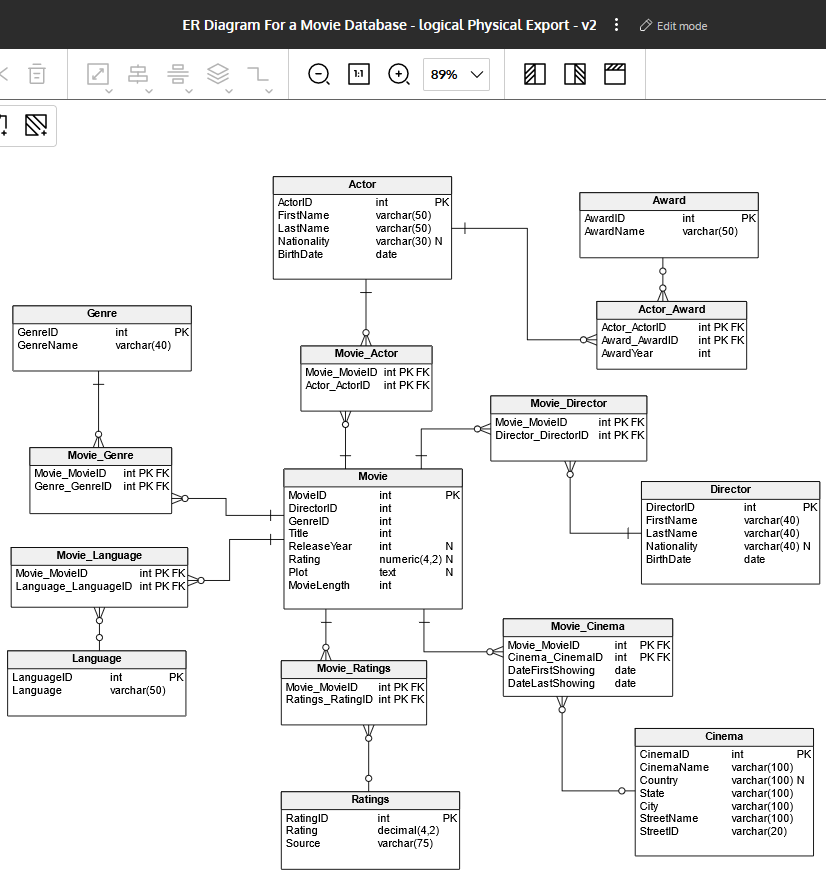 ER Diagram For a Movie Database - logical Physical Export - v2
Edit mode
1:1
89%
Actor
ActorID int PK
FirstName varchar(50)
LastName varchar(50)
Nationality varchar(30) N
BirthDate date
Award
AwardID int PK
AwardName varchar(50)
Actor_Award
Actor_ActorID int PK FK
Award_AwardID int PK FK
AwardYear int
Genre
GenreID int PK
GenreName varchar(40)
Movie_Actor
Movie_MovieID int PK FK
Actor_ActorID int PK FK
Movie_Director
Movie_MovieID int PK FK
Director_DirectorID int PK FK
Movie_Genre
Movie_MovieID int PK FK
Genre_GenreID int PK FK
Movie
MovieID int PK
DirectorID int
GenreID int
Title int
ReleaseYear int N
Rating numeric(4,2) N
Plot text N
MovieLength int
Director
DirectorID int PK
FirstName varchar(40)
LastName varchar(40)
Nationality varchar(40) N
BirthDate date
Movie_Language
Movie_MovieID int PK FK
Language_LanguageID int PK FK
Language
LanguageID int PK
Language varchar(50)
Movie_Ratings
Movie_MovieID int PK FK
Ratings_RatingID int PK FK
Movie_Cinema
Movie_MovieID int PK FK
Cinema_CinemaID int PK FK
DateFirstShowing date
DateLastShowing date
Ratings
RatingID int PK
Rating decimal(4,2)
Source varchar(75)
Cinema
CinemaID int PK
CinemaName varchar(100)
Country varchar(100) N
State varchar(100)
City varchar(100)
StreetName varchar(100)
StreetID varchar(20)